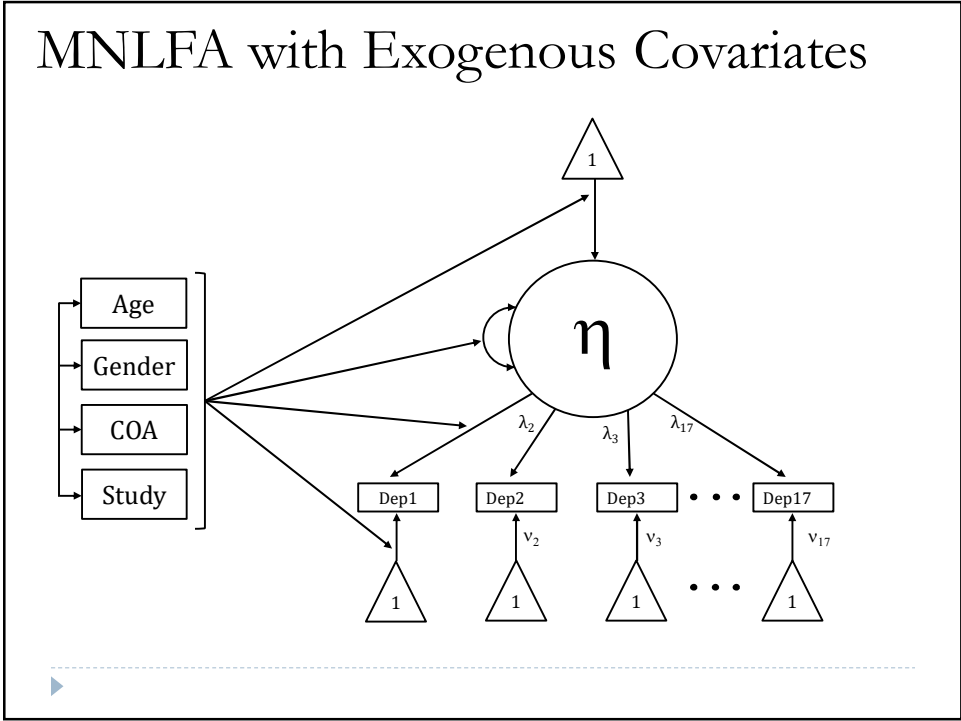 MNLFA with Exogenous Covariates
1
Age
Gender
COA
Study
η
λ2
λ3
λ17
Dep1
Dep2
Dep3
• • •
Dep17
ν2
ν3
ν17
1
1
1
• • •
1